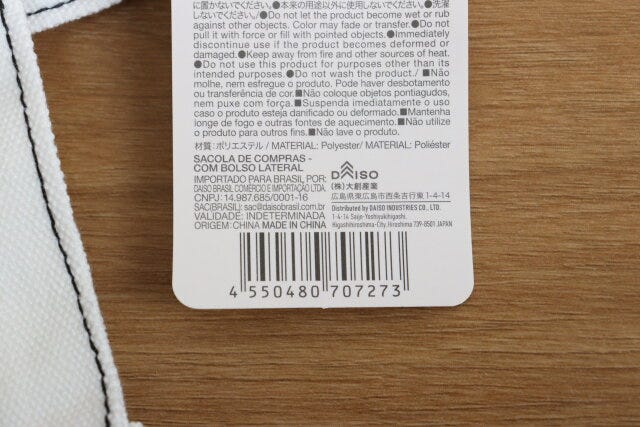 に置かないでください。●本来の用途以外に使用しないでください。●洗濯
しないでください。/●Do not let the product become wet or rub
against other objects. Color may fade or transfer.●Do not
pull it with force or fill with pointed objects.●Immediately
discontinue use if the product becomes deformed or
damaged.●Keep away from fire and other sources of heat.
●Do not use this product for purposes other than its
intended purposes.●Do not wash the product./ ■Não
molhe, nem esfregue o produto. Pode haver desbotamento
ou transferência de cor.■Não coloque objetos pontiagudos,
nem puxe com força.■Suspenda imediatamente o uso
caso o produto esteja danificado ou deformado.■Mantenha
longe do fogo e outras fontes de aquecimento.■Não utilize
o produto para outros fins.■Não lave o produto.
材質:ポリエステル / MATERIAL: Polyester/ MATERIAL: Poliéster
SACOLA DE COMPRAS -
COM BOLSO LATERAL
IMPORTADO PARA BRASIL POR:
DAISO BRASIL COMÉRCIO E IMPORTAÇÃO LTDA.
CNPJ: 14.987.685/0001-16
SAC(BRASIL): sac@daisobrasil.com.br
VALIDADE: INDETERMINADA
ORIGEM: CHINA MADE IN CHINA
DAISO
(株)大創産業
広島県東広島市西条吉行東1-4-14
Distributed by DAISO INDUSTRIES CO., LTD.
1-4-14 Saijo-Yoshiyukihigashi,
Higashihiroshima-City, Hiroshima 739-8501 JAPAN
4 550480 707273